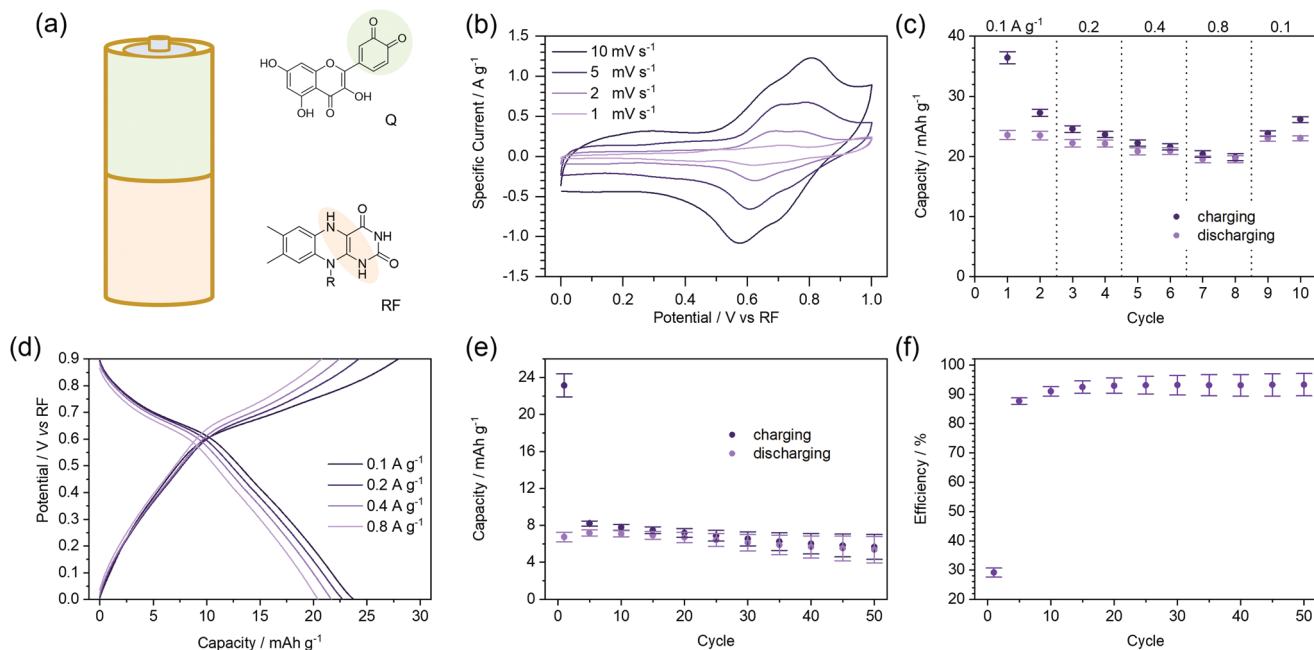 (a)
O
O
HO
O
OH
OH
O
Q
H
N
O
NH
N
R
N
H
O
RF
(b)
1.5
1.0
0.5
0.0
-0.5
-1.0
-1.5
Specific Current / A g⁻¹
10 mV s⁻¹
5 mV s⁻¹
2 mV s⁻¹
1 mV s⁻¹
0.0 0.2 0.4 0.6 0.8 1.0
Potential / V vs RF
(c)
0.1 A g⁻¹ 0.2 0.4 0.8 0.1
40
30
20
10
0
Capacity / mAh g⁻¹
charging
discharging
1 2 3 4 5 6 7 8 9 10
Cycle
(d)
0.9
0.8
0.7
0.6
0.5
0.4
0.3
0.2
0.1
0.0
Potential / V vs RF
0.1 A g⁻¹
0.2 A g⁻¹
0.4 A g⁻¹
0.8 A g⁻¹
0 5 10 15 20 25 30
Capacity / mAh g⁻¹
(e)
24
20
16
12
8
4
0
Capacity / mAh g⁻¹
charging
discharging
0 10 20 30 40 50
Cycle
(f)
100
90
80
70
60
50
40
30
20
Efficiency / %
0 10 20 30 40 50
Cycle